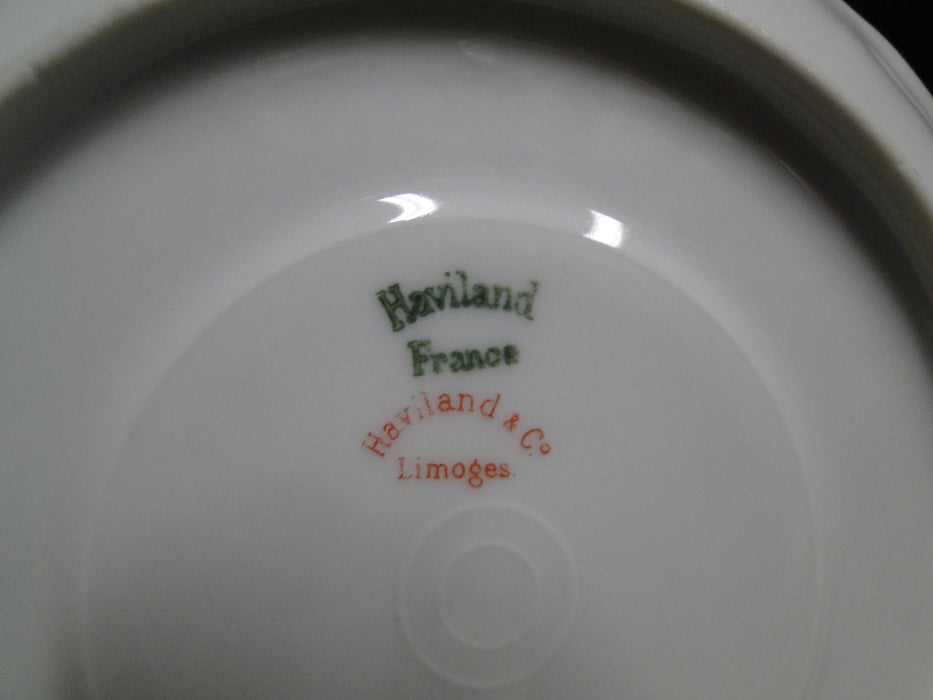 Haviland
France
Haviland & Co
Limoges.